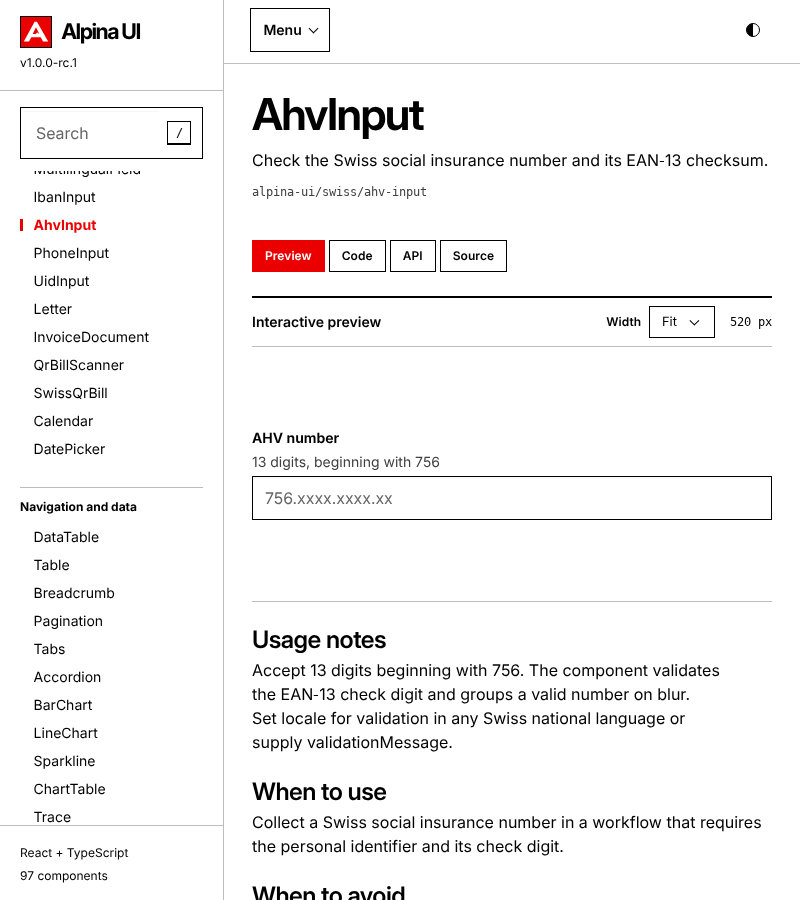 Alpina UI
v1.0.0-rc.1
Search
/
MultilingualField
IbanInput
AhvInput
PhoneInput
UidInput
Letter
InvoiceDocument
QrBillScanner
SwissQrBill
Calendar
DatePicker
Navigation and data
DataTable
Table
Breadcrumb
Pagination
Tabs
Accordion
BarChart
LineChart
Sparkline
ChartTable
Trace
React + TypeScript
97 components
Menu
AhvInput
Check the Swiss social insurance number and its EAN-13 checksum.
alpina-ui/swiss/ahv-input
Preview
Code
API
Source
Interactive preview
Width
Fit
520 px
AHV number
13 digits, beginning with 756
756.xxxx.xxxx.xx
Usage notes
Accept 13 digits beginning with 756. The component validates
the EAN-13 check digit and groups a valid number on blur.
Set locale for validation in any Swiss national language or
supply validationMessage.
When to use
Collect a Swiss social insurance number in a workflow that requires
the personal identifier and its check digit.
When to avoid